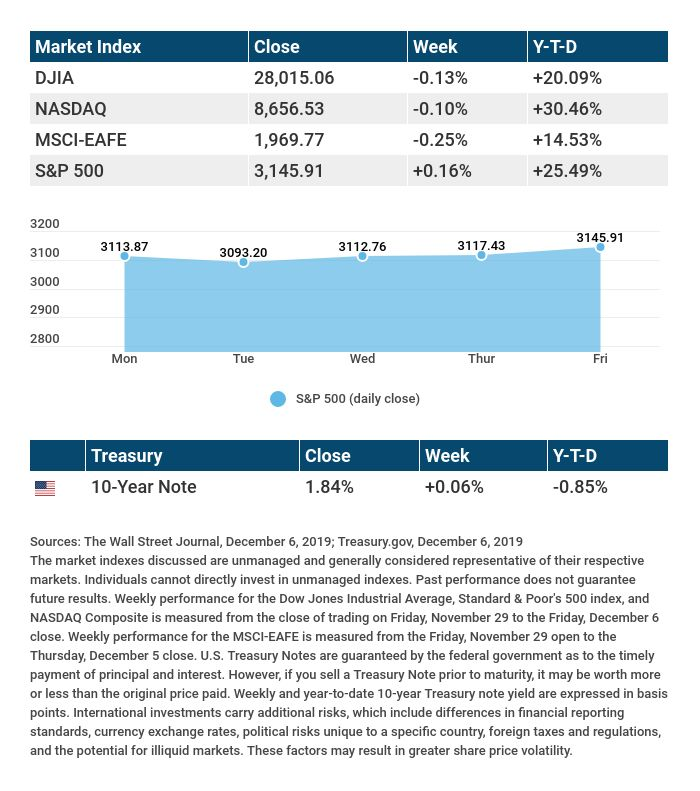 Market Index Close Week Y-T-D
DJIA 28,015.06 -0.13% +20.09%
NASDAQ 8,656.53 -0.10% +30.46%
MSCI-EAFE 1,969.77 -0.25% +14.53%
S&P 500 3,145.91 +0.16% +25.49%
3200
3100
3000
2900
2800
3113.87 3093.20 3112.76 3117.43 3145.91
Mon Tue Wed Thur Fri
S&P 500 (daily close)
Treasury Close Week Y-T-D
10-Year Note 1.84% +0.06% -0.85%
Sources: The Wall Street Journal, December 6, 2019; Treasury.gov, December 6, 2019
The market indexes discussed are unmanaged and generally considered representative of their respective
markets. Individuals cannot directly invest in unmanaged indexes. Past performance does not guarantee
future results. Weekly performance for the Dow Jones Industrial Average, Standard & Poor's 500 index, and
NASDAQ Composite is measured from the close of trading on Friday, November 29 to the Friday, December 6
close. Weekly performance for the MSCI-EAFE is measured from the Friday, November 29 open to the
Thursday, December 5 close. U.S. Treasury Notes are guaranteed by the federal government as to the timely
payment of principal and interest. However, if you sell a Treasury Note prior to maturity, it may be worth more
or less than the original price paid. Weekly and year-to-date 10-year Treasury note yield are expressed in basis
points. International investments carry additional risks, which include differences in financial reporting
standards, currency exchange rates, political risks unique to a specific country, foreign taxes and regulations,
and the potential for illiquid markets. These factors may result in greater share price volatility.